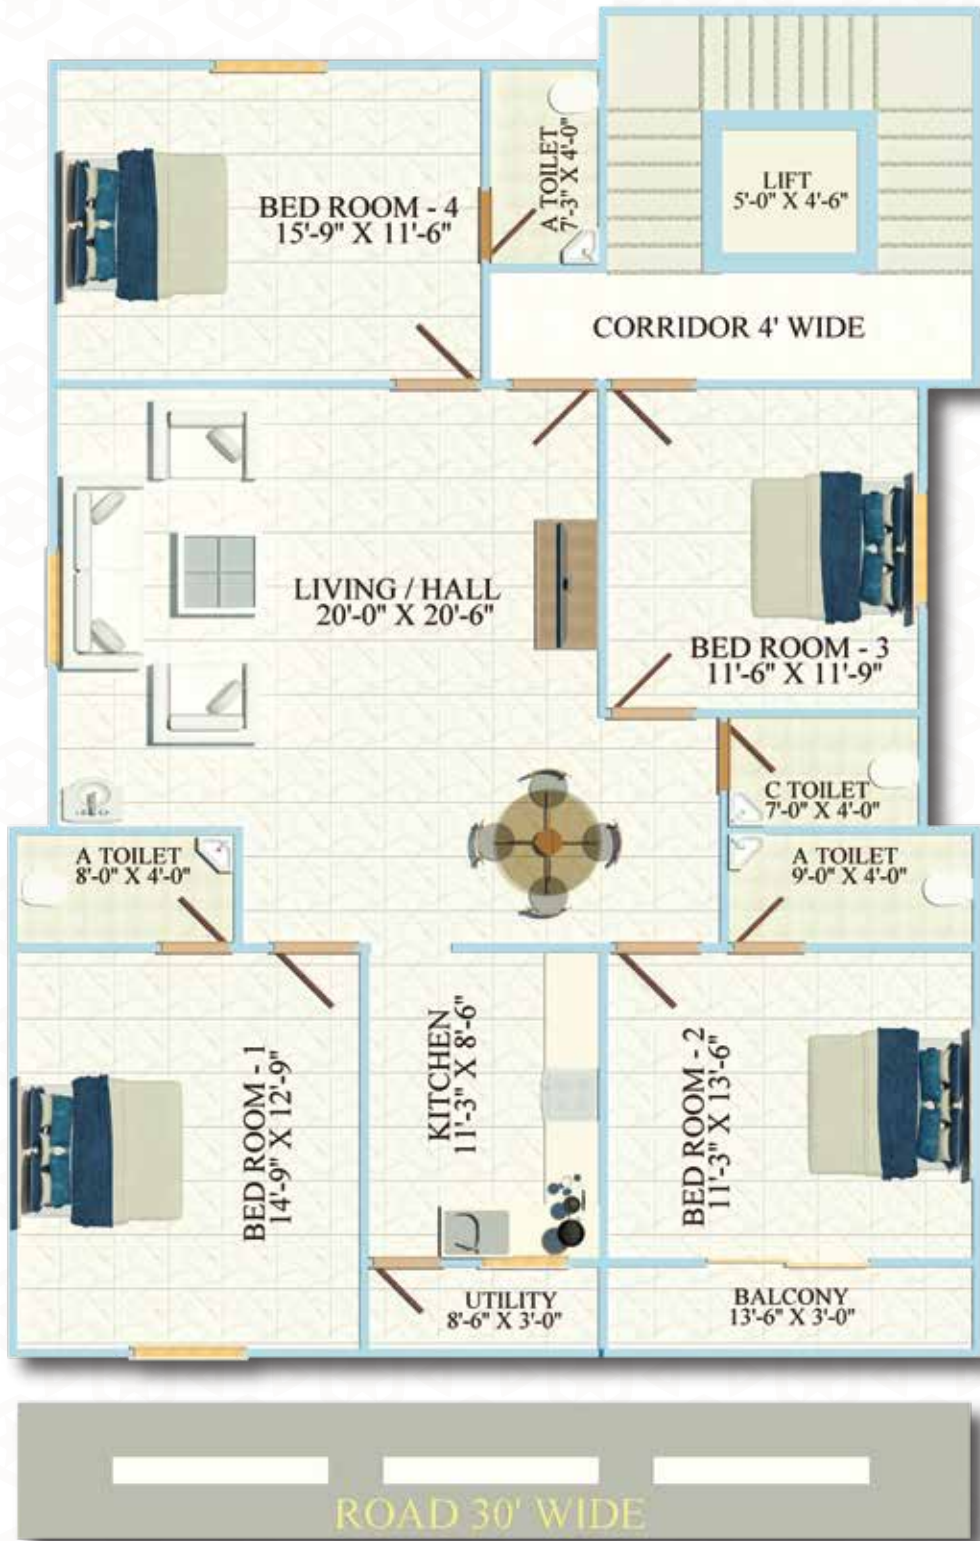 BED ROOM - 4
15'-9" X 11'-6"
A TOILET
7'-3" X 4'-0"
LIFT
5'-0" X 4'-6"
CORRIDOR 4' WIDE
LIVING / HALL
20'-0" X 20'-6"
BED ROOM - 3
11'-6" X 11'-9"
C TOILET
7'-0" X 4'-0"
A TOILET
8'-0" X 4'-0"
A TOILET
9'-0" X 4'-0"
BED ROOM - 1
14'-9" X 12'-9"
KITCHEN
11'-3" X 8'-6"
BED ROOM - 2
11'-3" X 13'-6"
UTILITY
8'-6" X 3'-0"
BALCONY
13'-6" X 3'-0"
ROAD 30' WIDE